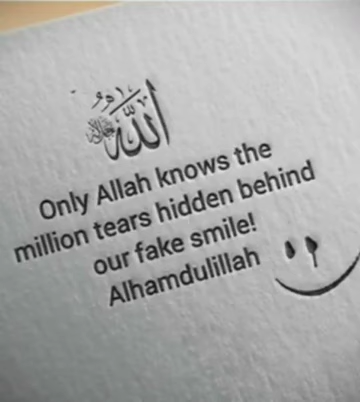 الله
Only Allah knows the
million tears hidden behind
our fake smile!
Alhamdulillah